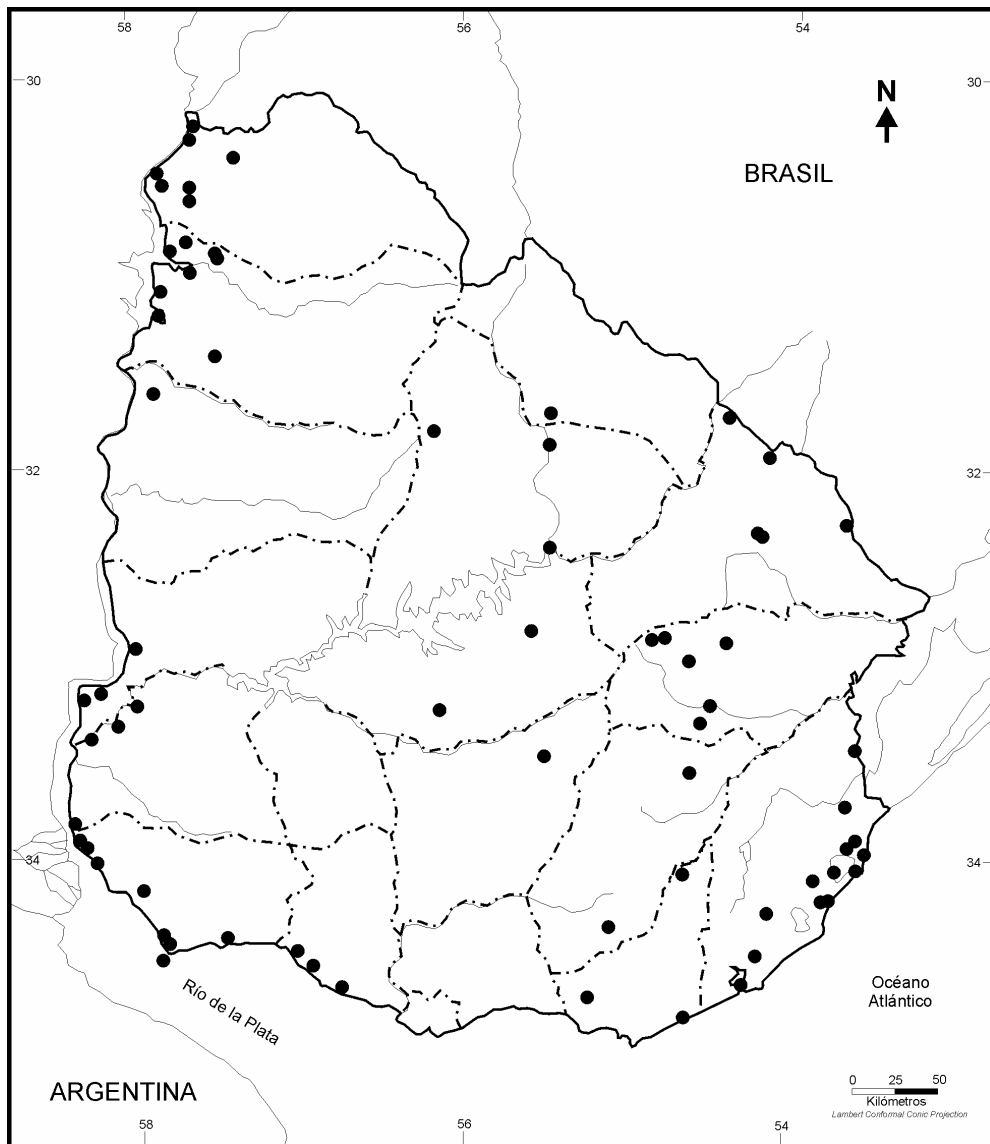 58 56 54
30 30
N
BRASIL
32 32
34 34
Océano
Atlántico
Río de la Plata
ARGENTINA
0 25 50
Kilómetros
Lambert Conformal Conic Projection
58 56 54